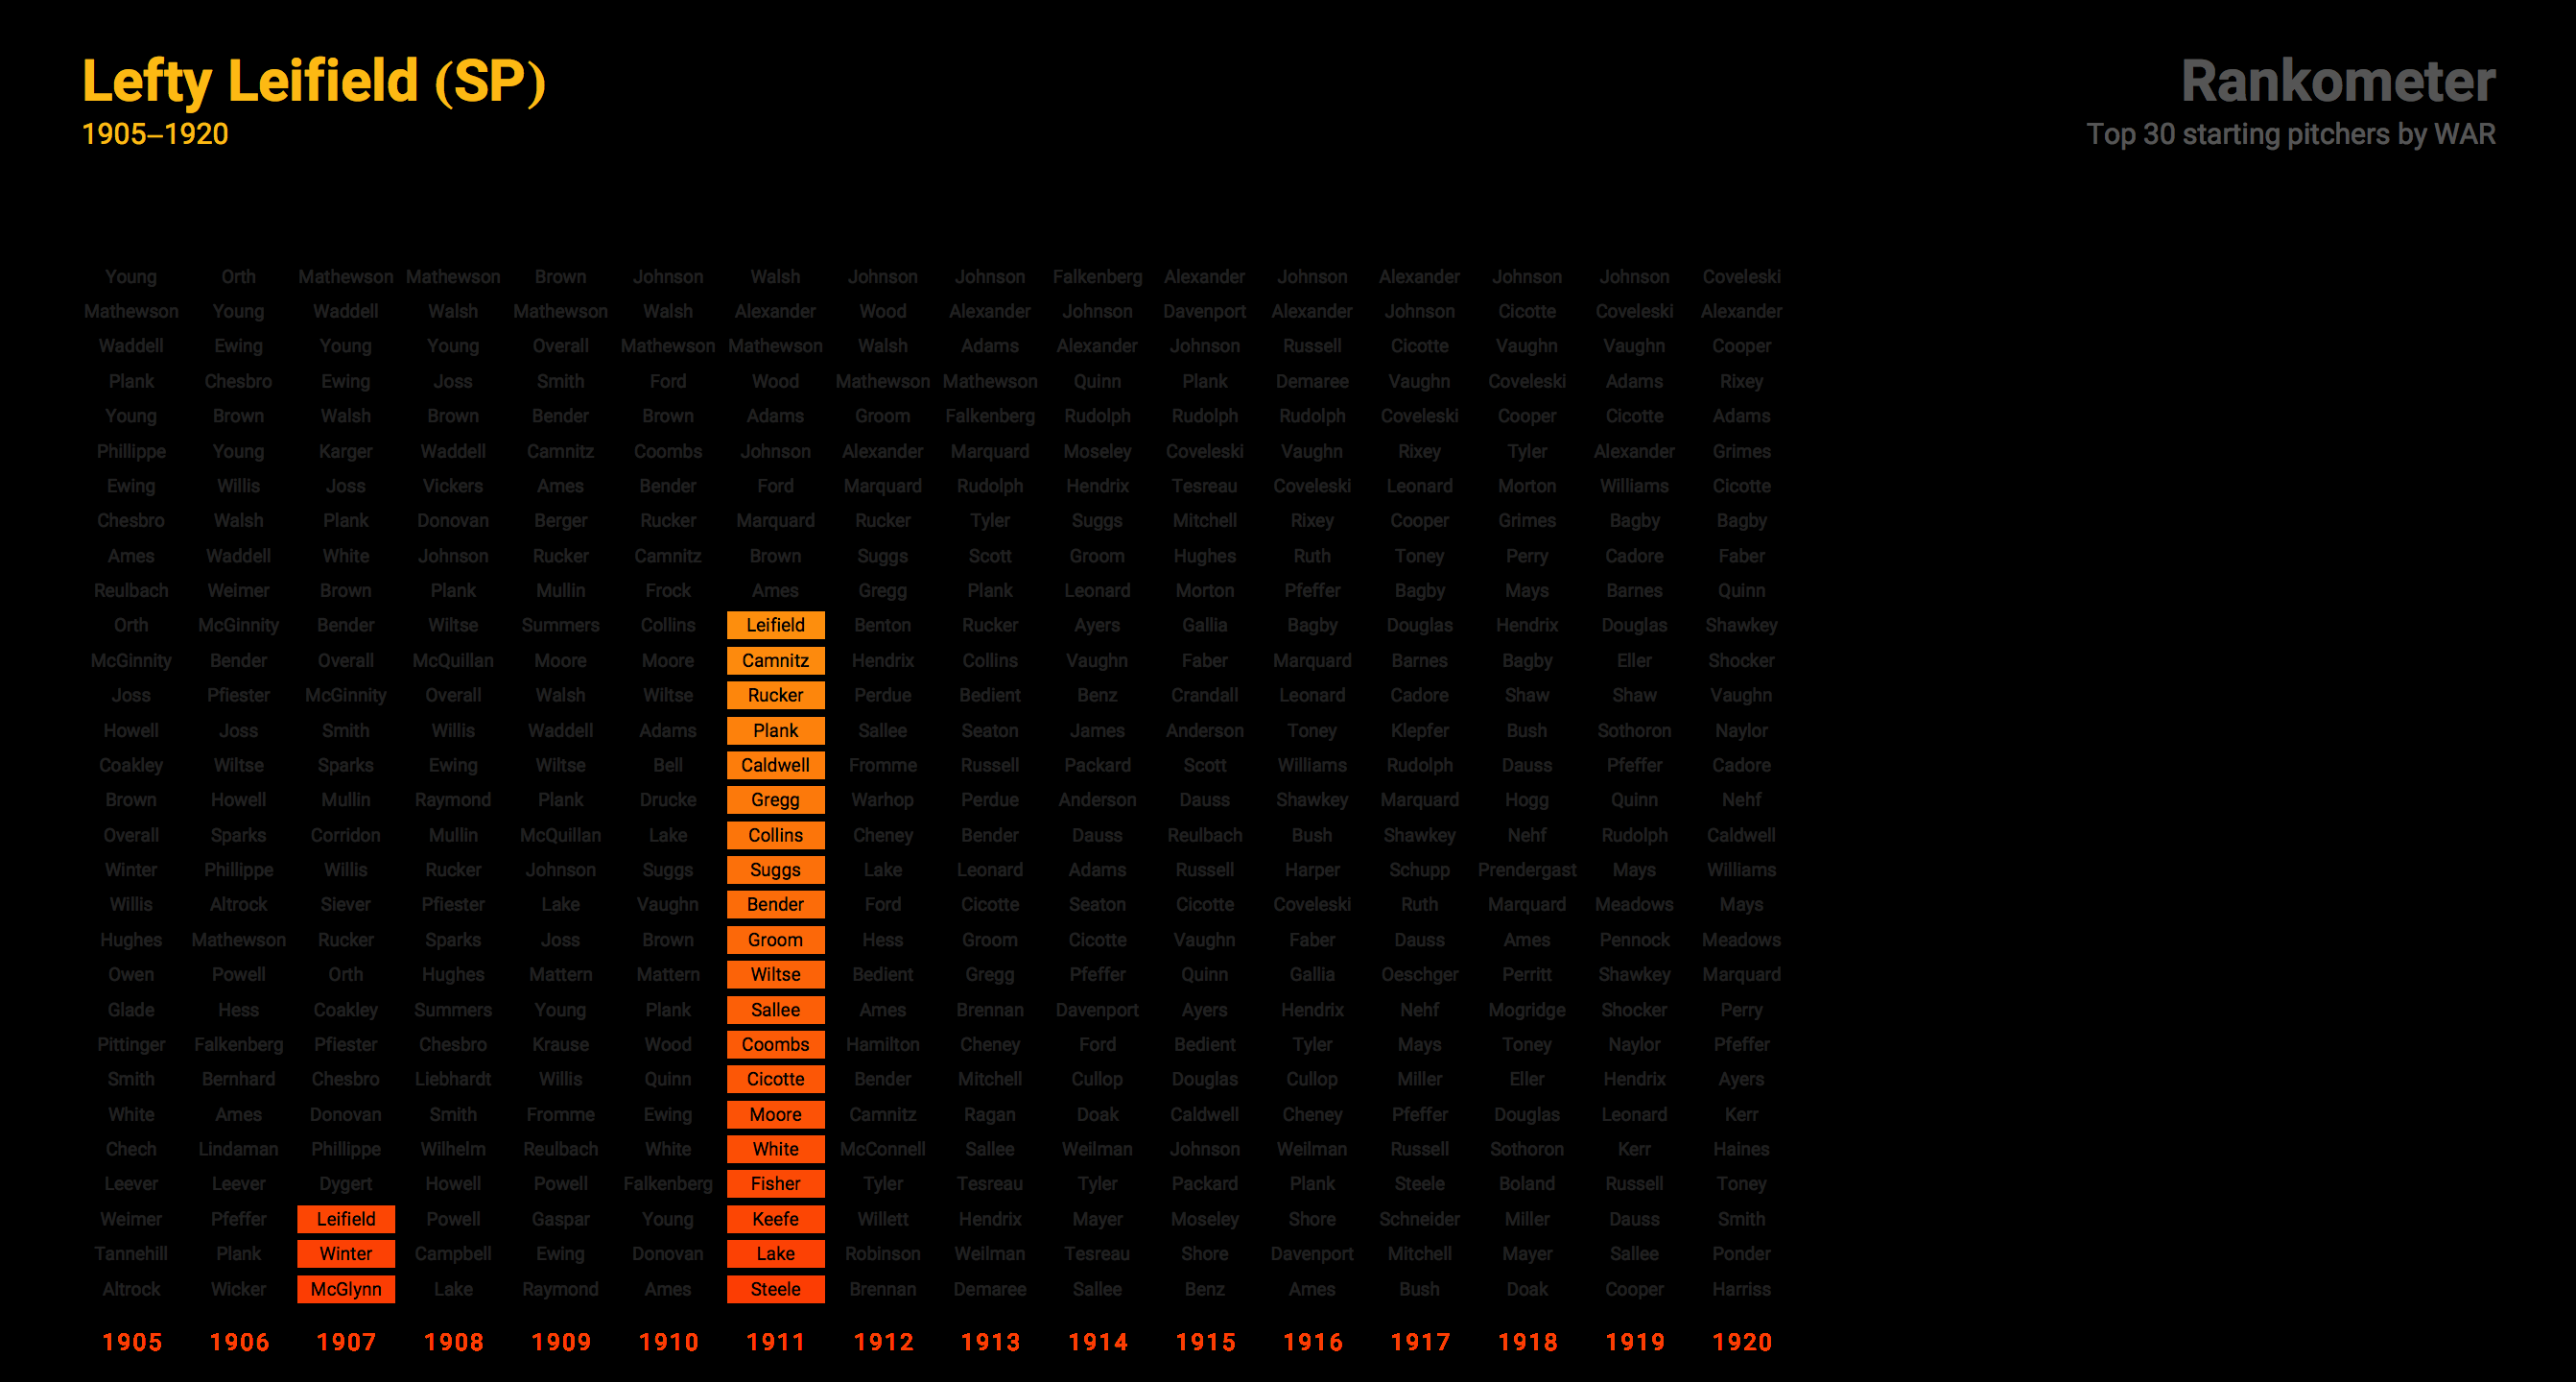 Lefty Leifield (SP)
1905–1920
Rankometer
Top 30 starting pitchers by WAR
Young Orth Mathewson Mathewson Brown Johnson Walsh Johnson Johnson Falkenberg Alexander Johnson Alexander Johnson Johnson Coveleski
Mathewson Young Waddell Walsh Mathewson Walsh Alexander Wood Alexander Johnson Davenport Alexander Johnson Cicotte Coveleski Alexander
Waddell Ewing Young Young Overall Mathewson Mathewson Walsh Adams Alexander Johnson Russell Cicotte Vaughn Vaughn Cooper
Plank Chesbro Ewing Joss Smith Ford Wood Mathewson Mathewson Quinn Plank Demaree Vaughn Coveleski Adams Rixey
Young Brown Walsh Brown Bender Brown Adams Groom Falkenberg Rudolph Rudolph Rudolph Coveleski Cooper Cicotte Adams
Phillippe Young Karger Waddell Camnitz Coombs Johnson Alexander Marquard Moseley Coveleski Vaughn Rixey Tyler Alexander Grimes
Ewing Willis Joss Vickers Ames Bender Ford Marquard Rudolph Hendrix Tesreau Coveleski Leonard Morton Williams Cicotte
Chesbro Walsh Plank Donovan Berger Rucker Marquard Rucker Tyler Suggs Mitchell Rixey Cooper Grimes Bagby Bagby
Ames Waddell White Johnson Rucker Camnitz Brown Suggs Scott Groom Hughes Ruth Toney Perry Cadore Faber
Reulbach Weimer Brown Plank Mullin Frock Ames Gregg Plank Leonard Morton Pfeffer Bagby Mays Barnes Quinn
Orth McGinnity Bender Wiltse Summers Collins Leifield Benton Rucker Ayers Gallia Bagby Douglas Hendrix Douglas Shawkey
McGinnity Bender Overall McQuillan Moore Moore Camnitz Hendrix Collins Vaughn Faber Marquard Barnes Bagby Eller Shocker
Joss Pfiester McGinnity Overall Walsh Wiltse Rucker Perdue Bedient Benz Crandall Leonard Cadore Shaw Shaw Vaughn
Howell Joss Smith Willis Waddell Adams Plank Sallee Seaton James Anderson Toney Klepfer Bush Sothoron Naylor
Coakley Wiltse Sparks Ewing Wiltse Bell Caldwell Fromme Russell Packard Scott Williams Rudolph Dauss Pfeffer Cadore
Brown Howell Mullin Raymond Plank Drucke Gregg Warhop Perdue Anderson Dauss Shawkey Marquard Hogg Quinn Nehf
Overall Sparks Corridon Mullin McQuillan Lake Collins Cheney Bender Dauss Reulbach Bush Shawkey Nehf Rudolph Caldwell
Winter Phillippe Willis Rucker Johnson Suggs Suggs Lake Leonard Adams Russell Harper Schupp Prendergast Mays Williams
Willis Altrock Siever Pfiester Lake Vaughn Bender Ford Cicotte Seaton Cicotte Coveleski Ruth Marquard Meadows Mays
Hughes Mathewson Rucker Sparks Joss Brown Groom Hess Groom Cicotte Vaughn Faber Dauss Ames Pennock Meadows
Owen Powell Orth Hughes Mattern Mattern Wiltse Bedient Gregg Pfeffer Quinn Gallia Oeschger Perritt Shawkey Marquard
Glade Hess Coakley Summers Young Plank Sallee Ames Brennan Davenport Ayers Hendrix Nehf Mogridge Shocker Perry
Pittinger Falkenberg Pfiester Chesbro Krause Wood Coombs Hamilton Cheney Ford Bedient Tyler Mays Toney Naylor Pfeffer
Smith Bernhard Chesbro Liebhardt Willis Quinn Cicotte Bender Mitchell Cullop Douglas Cullop Miller Eller Hendrix Ayers
White Ames Donovan Smith Fromme Ewing Moore Camnitz Ragan Doak Caldwell Cheney Pfeffer Douglas Leonard Kerr
Chech Lindaman Phillippe Wilhelm Reulbach White White McConnell Sallee Weilman Johnson Weilman Russell Sothoron Kerr Haines
Leever Leever Dygert Howell Powell Falkenberg Fisher Tyler Tesreau Tyler Packard Plank Steele Boland Russell Toney
Weimer Pfeffer Leifield Powell Gaspar Young Keefe Willett Hendrix Mayer Moseley Shore Schneider Miller Dauss Smith
Tannehill Plank Winter Campbell Ewing Donovan Lake Robinson Weilman Tesreau Shore Davenport Mitchell Mayer Sallee Ponder
Altrock Wicker McGlynn Lake Raymond Ames Steele Brennan Demaree Sallee Benz Ames Bush Doak Cooper Harriss
1905 1906 1907 1908 1909 1910 1911 1912 1913 1914 1915 1916 1917 1918 1919 1920